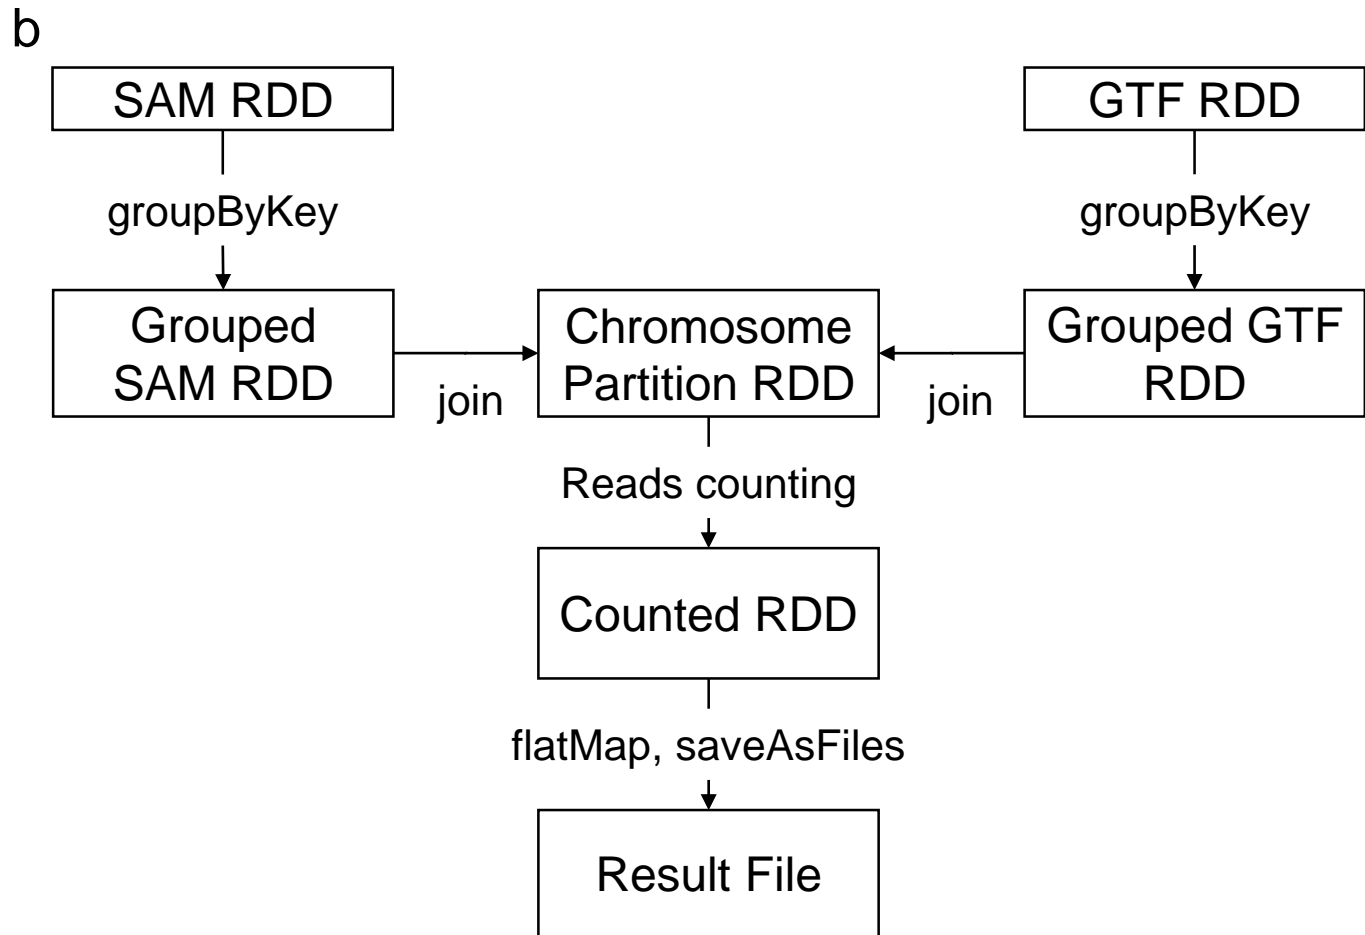 b
SAM RDD
GTF RDD
groupByKey
groupByKey
Grouped
SAM RDD
Chromosome
Partition RDD
Grouped GTF
RDD
join
join
Reads counting
Counted RDD
flatMap, saveAsFiles
Result File